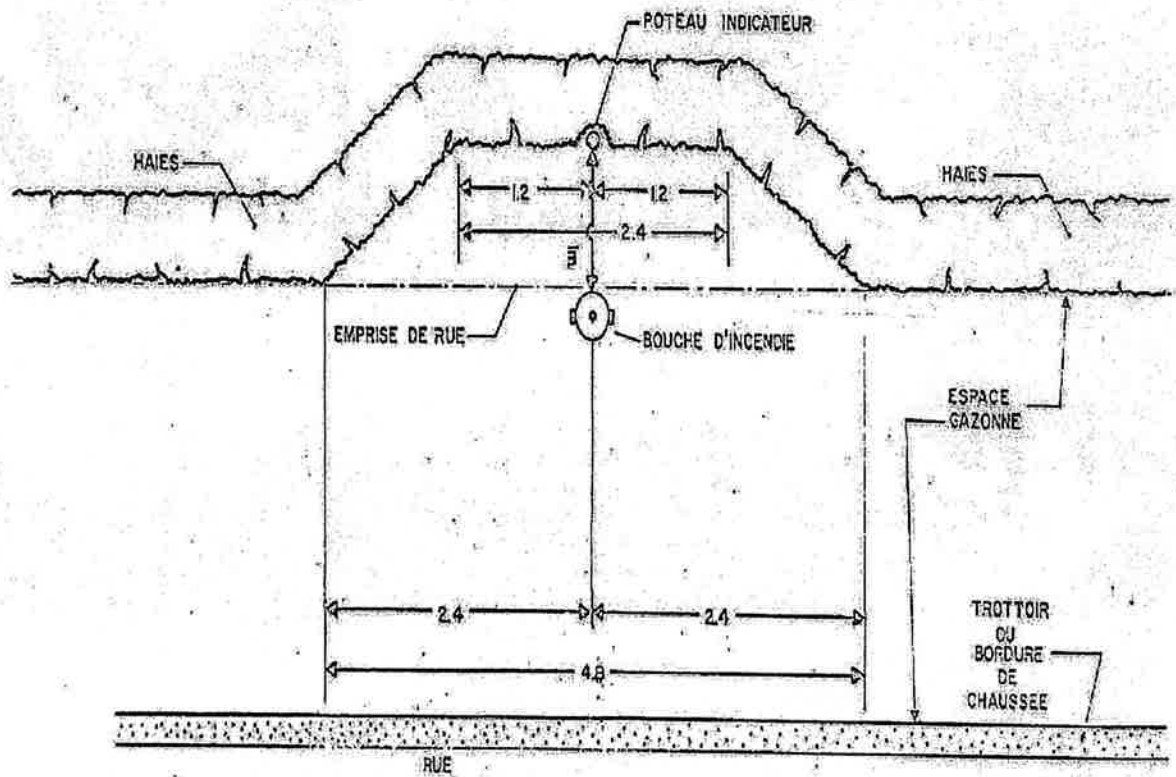 POTEAU INDICATEUR
HAIES
HAIES
1.2
1.2
2.4
EMPRISE DE RUE
BOUCHE D'INCENDIE
ESPACE
GAZONNE
2.4
2.4
4.8
TROTTOIR
OU
BORDURE
DE
CHAUSSEE
RUE